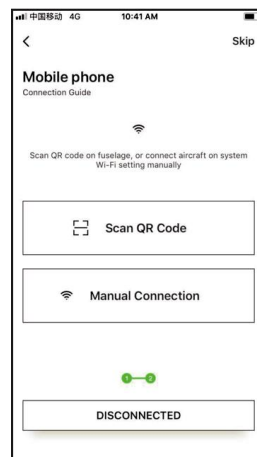 中国移动 4G 10:41 AM
Skip
Mobile phone
Connection Guide
Scan QR code on fuselage, or connect aircraft on system
Wi-Fi setting manually
Scan QR Code
Manual Connection
1 2
DISCONNECTED